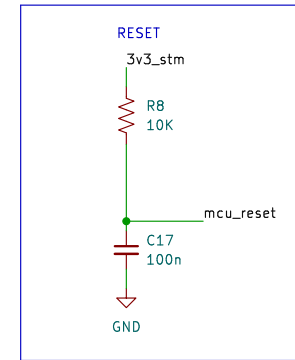 RESET
3v3_stm
R8
10K
mcu_reset
C17
100n
GND